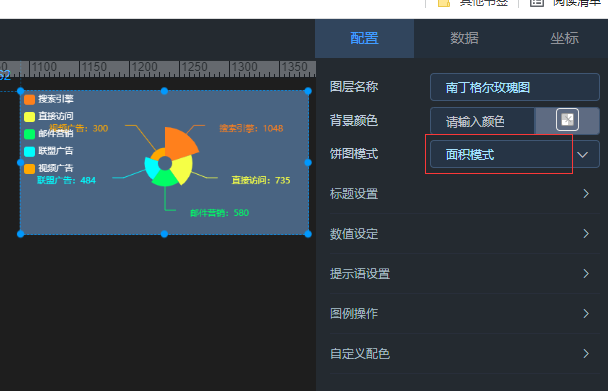 其他书签
阅读清单
配置
数据
坐标
1100
1150
1200
1250
1300
1350
图层名称
南丁格尔玫瑰图
背景颜色
请输入颜色
饼图模式
面积模式
标题设置
数值设定
提示语设置
图例操作
自定义配色
搜索引擎
直接访问
邮件营销
联盟广告
视频广告
视频广告：300
搜索引擎：1048
联盟广告：484
直接访问：735
邮件营销：580